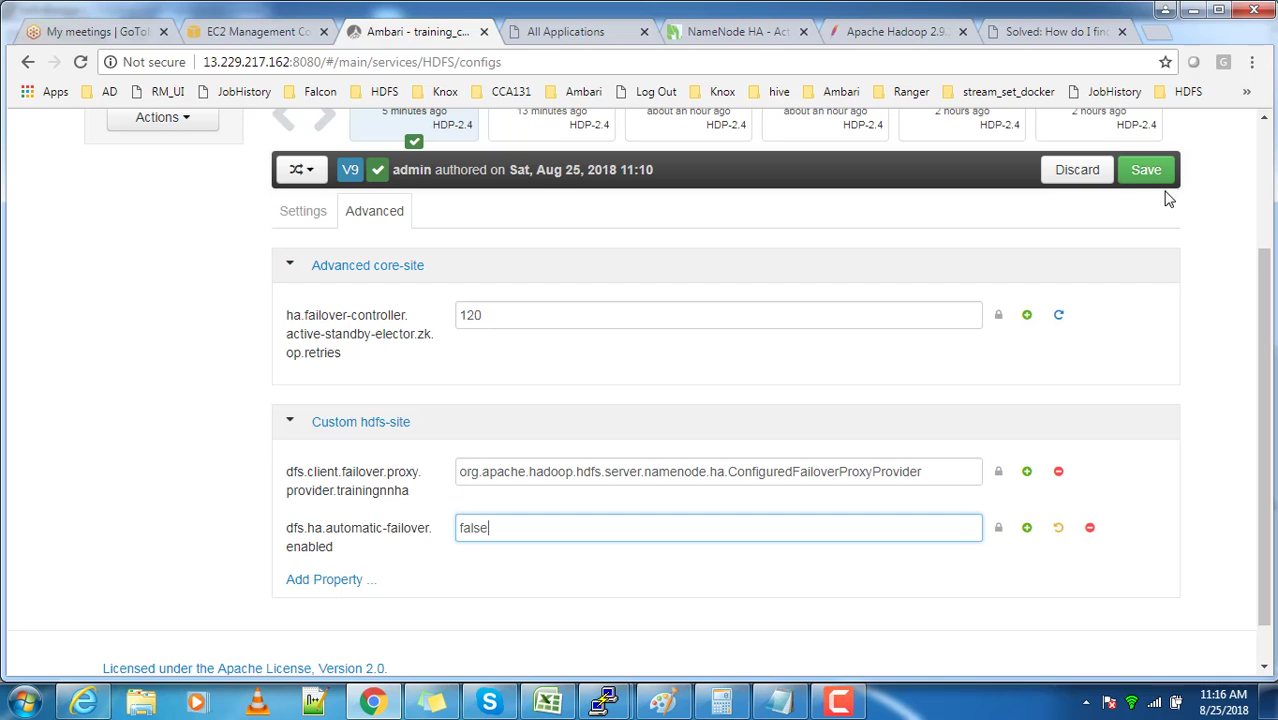 My meetings | GoTo
EC2 Management Co
Ambari - training_c
All Applications
NameNode HA - Act
Apache Hadoop 2.9.
Solved: How do I fin
Not secure
13.229.217.162:8080/#/main/services/HDFS/configs
Apps
AD
RM_UI
JobHistory
Falcon
HDFS
Knox
CCA131
Ambari
Log Out
Knox
hive
Ambari
Ranger
stream_set_docker
JobHistory
HDFS
»
G
Actions
5 minutes ago
HDP-2.4
13 minutes ago
HDP-2.4
about an hour ago
HDP-2.4
about an hour ago
HDP-2.4
2 hours ago
HDP-2.4
2 hours ago
HDP-2.4
V9
admin authored on Sat, Aug 25, 2018 11:10
Discard
Save
Settings
Advanced
Advanced core-site
ha.failover-controller.
active-standby-elector.zk.
op.retries
120
Custom hdfs-site
dfs.client.failover.proxy.
provider.trainingnnha
org.apache.hadoop.hdfs.server.namenode.ha.ConfiguredFailoverProxyProvider
dfs.ha.automatic-failover.
enabled
false
Add Property ...
Licensed under the Apache License, Version 2.0.
11:16 AM
8/25/2018